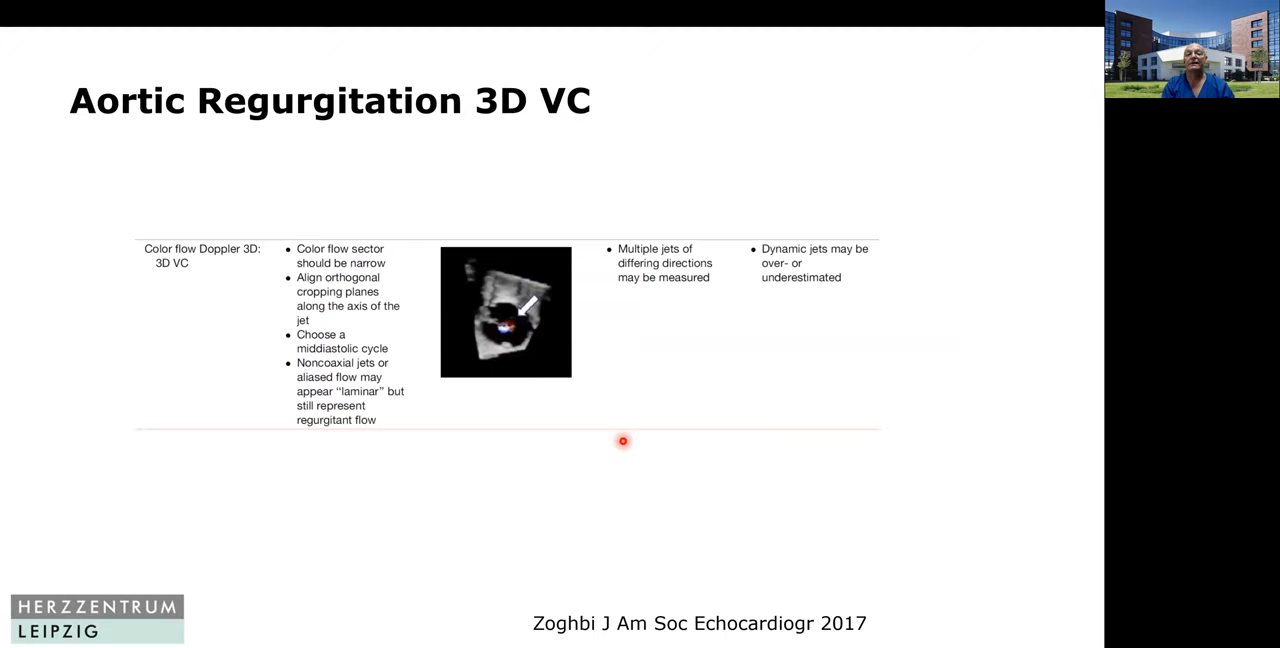 Aortic Regurgitation 3D VC
Color flow Doppler 3D:
3D VC
• Color flow sector
should be narrow
• Align orthogonal
cropping planes
along the axis of the
jet
• Choose a
middiastolic cycle
• Noncoaxial jets or
aliased flow may
appear “laminar” but
still represent
regurgitant flow
• Multiple jets of
differing directions
may be measured
• Dynamic jets may be
over- or
underestimated
HERZZENTRUM
LEIPZIG
Zoghbi J Am Soc Echocardiogr 2017